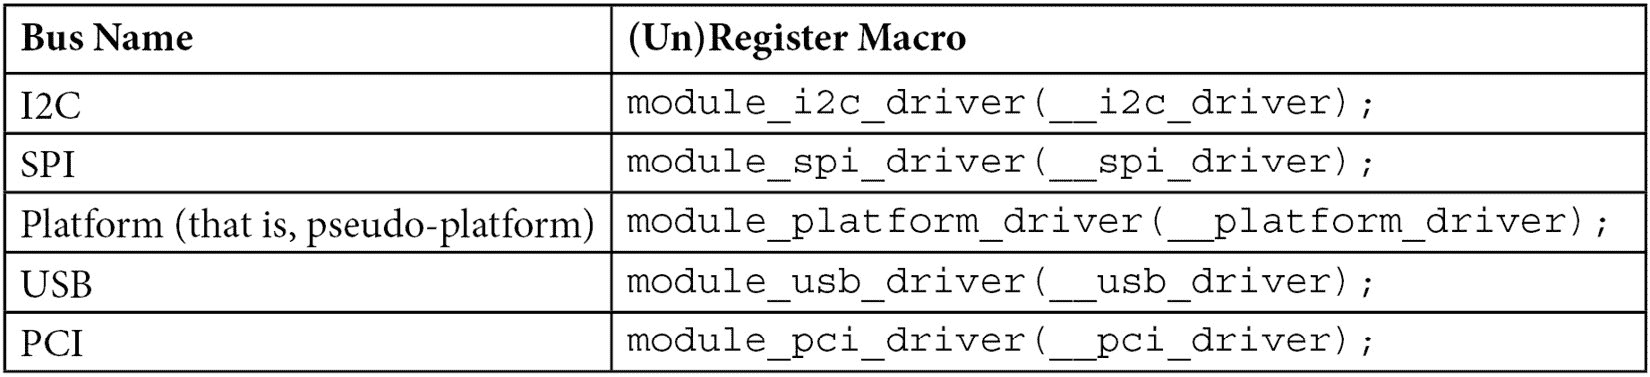 Bus Name (Un)Register Macro
I2C module_i2c_driver(__i2c_driver);
SPI module_spi_driver(__spi_driver);
Platform (that is, pseudo-platform) module_platform_driver(__platform_driver);
USB module_usb_driver(__usb_driver);
PCI module_pci_driver(__pci_driver);